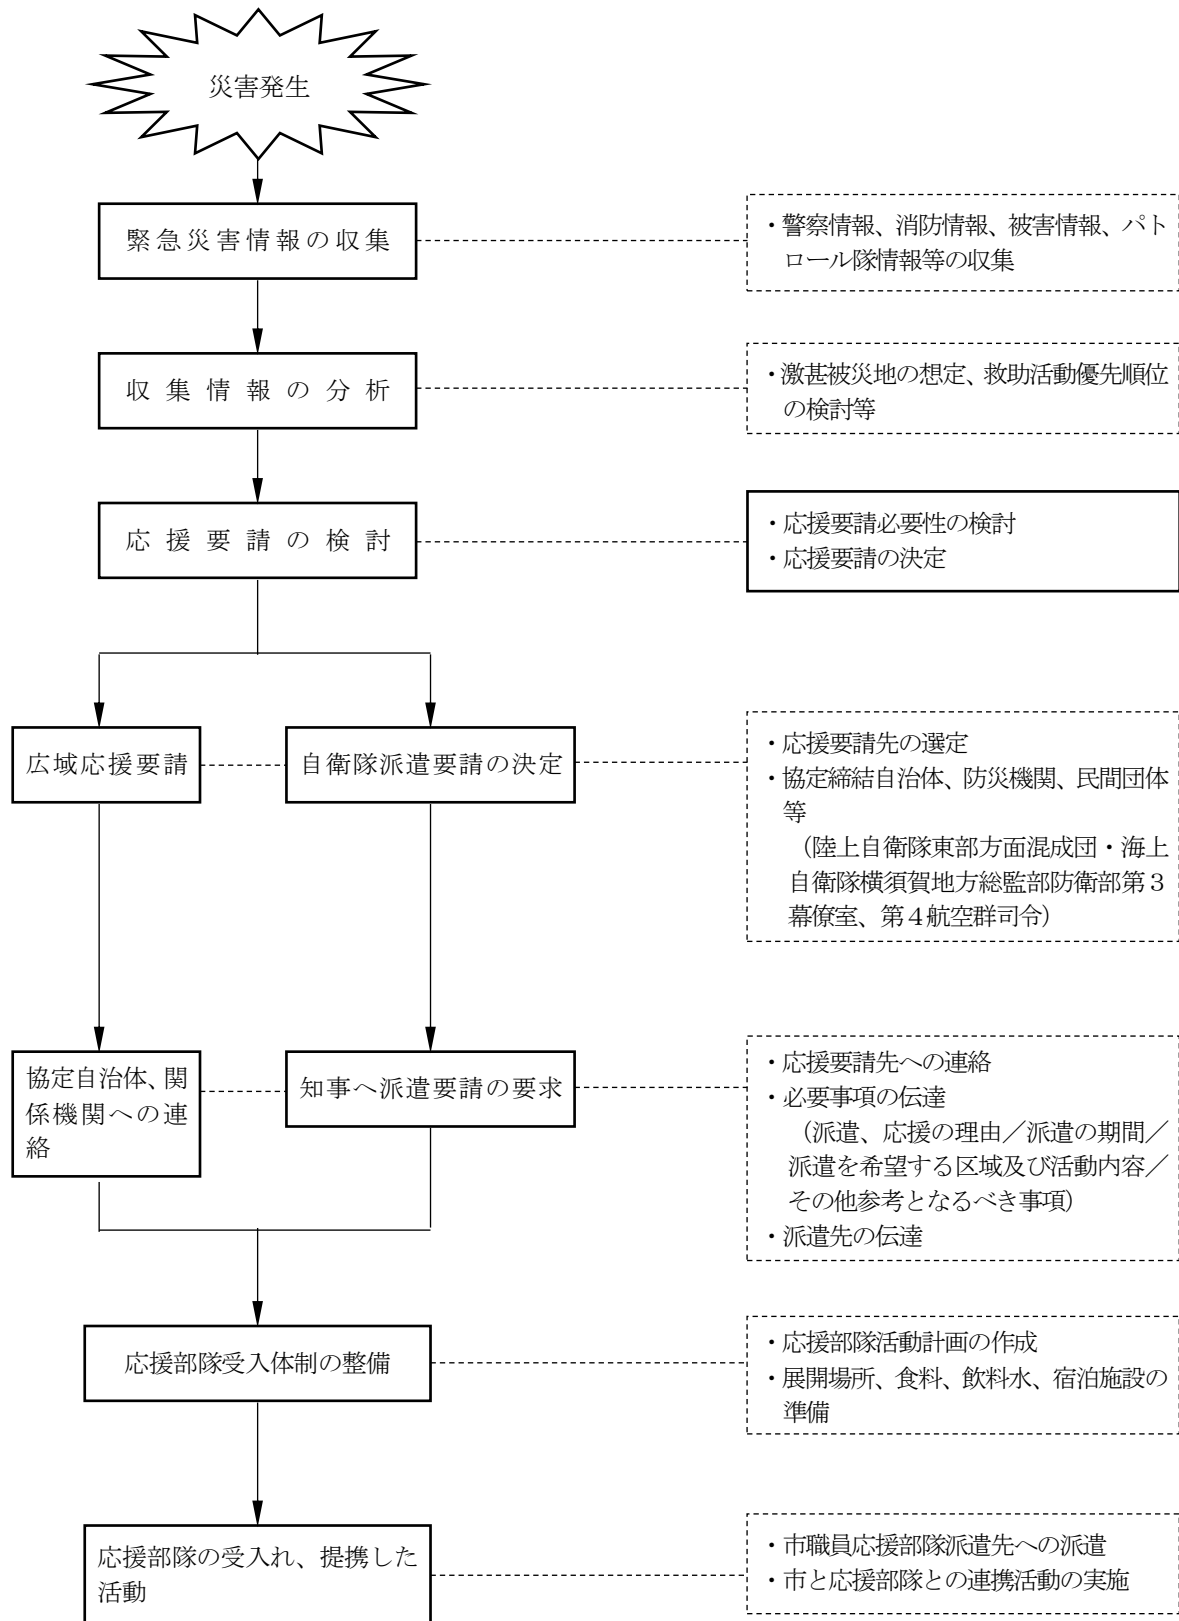 災害発生
緊急災害情報の収集
・警察情報、消防情報、被害情報、パト
ロール隊情報等の収集
収集情報の分析
・激甚被災地の想定、救助活動優先順位
の検討等
応援要請の検討
・応援要請必要性の検討
・応援要請の決定
広域応援要請
自衛隊派遣要請の決定
・応援要請先の選定
・協定締結自治体、防災機関、民間団体
等
（陸上自衛隊東部方面混成団・海上
自衛隊横須賀地方総監部防衛部第３
幕僚室、第４航空群司令）
協定自治体、関
係機関への連
絡
知事へ派遣要請の要求
・応援要請先への連絡
・必要事項の伝達
（派遣、応援の理由／派遣の期間／
派遣を希望する区域及び活動内容／
その他参考となるべき事項）
・派遣先の伝達
応援部隊受入体制の整備
・応援部隊活動計画の作成
・展開場所、食料、飲料水、宿泊施設の
準備
応援部隊の受入れ、提携した
活動
・市職員応援部隊派遣先への派遣
・市と応援部隊との連携活動の実施